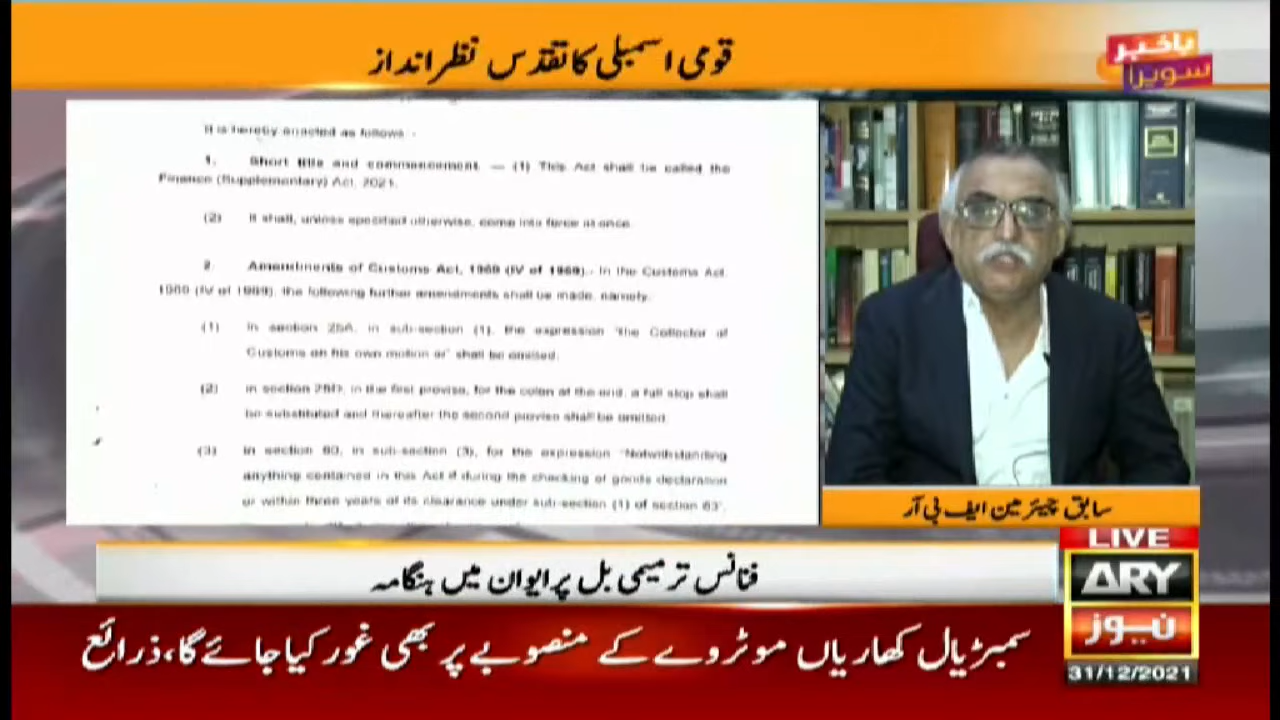 قومی اسمبلی کا تقدس نظر انداز
باخبر
سویرا
It is hereby enacted as follows :-
1. Short title and commencement. — (1) This Act shall be called the
Finance (Supplementary) Act, 2021.
(2) It shall, unless specified otherwise, come into force at once.
2. Amendments of Customs Act, 1969 (IV of 1969).- In the Customs Act,
1969 (IV of 1969), the following further amendments shall be made, namely:
(1) In section 25A, in sub-section (1), the expression "the Collector of
Customs on his own motion or" shall be omitted.
(2) in section 25D, in the first proviso, for the colon at the end, a full stop shall
be substituted and thereafter the second proviso shall be omitted
(3) in section 80, in sub-section (3), for the expression "Notwithstanding
anything contained in this Act if during the checking of goods declaration
or within three years of its clearance under sub-section (1) of section 83",
سابق چیئرمین ایف بی آر
فنانس ترمیمی بل پر ایوان میں ہنگامہ
LIVE
ARY
نیوز
31/12/2021
سمبڑیال کھاریاں موٹروے کے منصوبے پر بھی غور کیا جائے گا، ذرائع